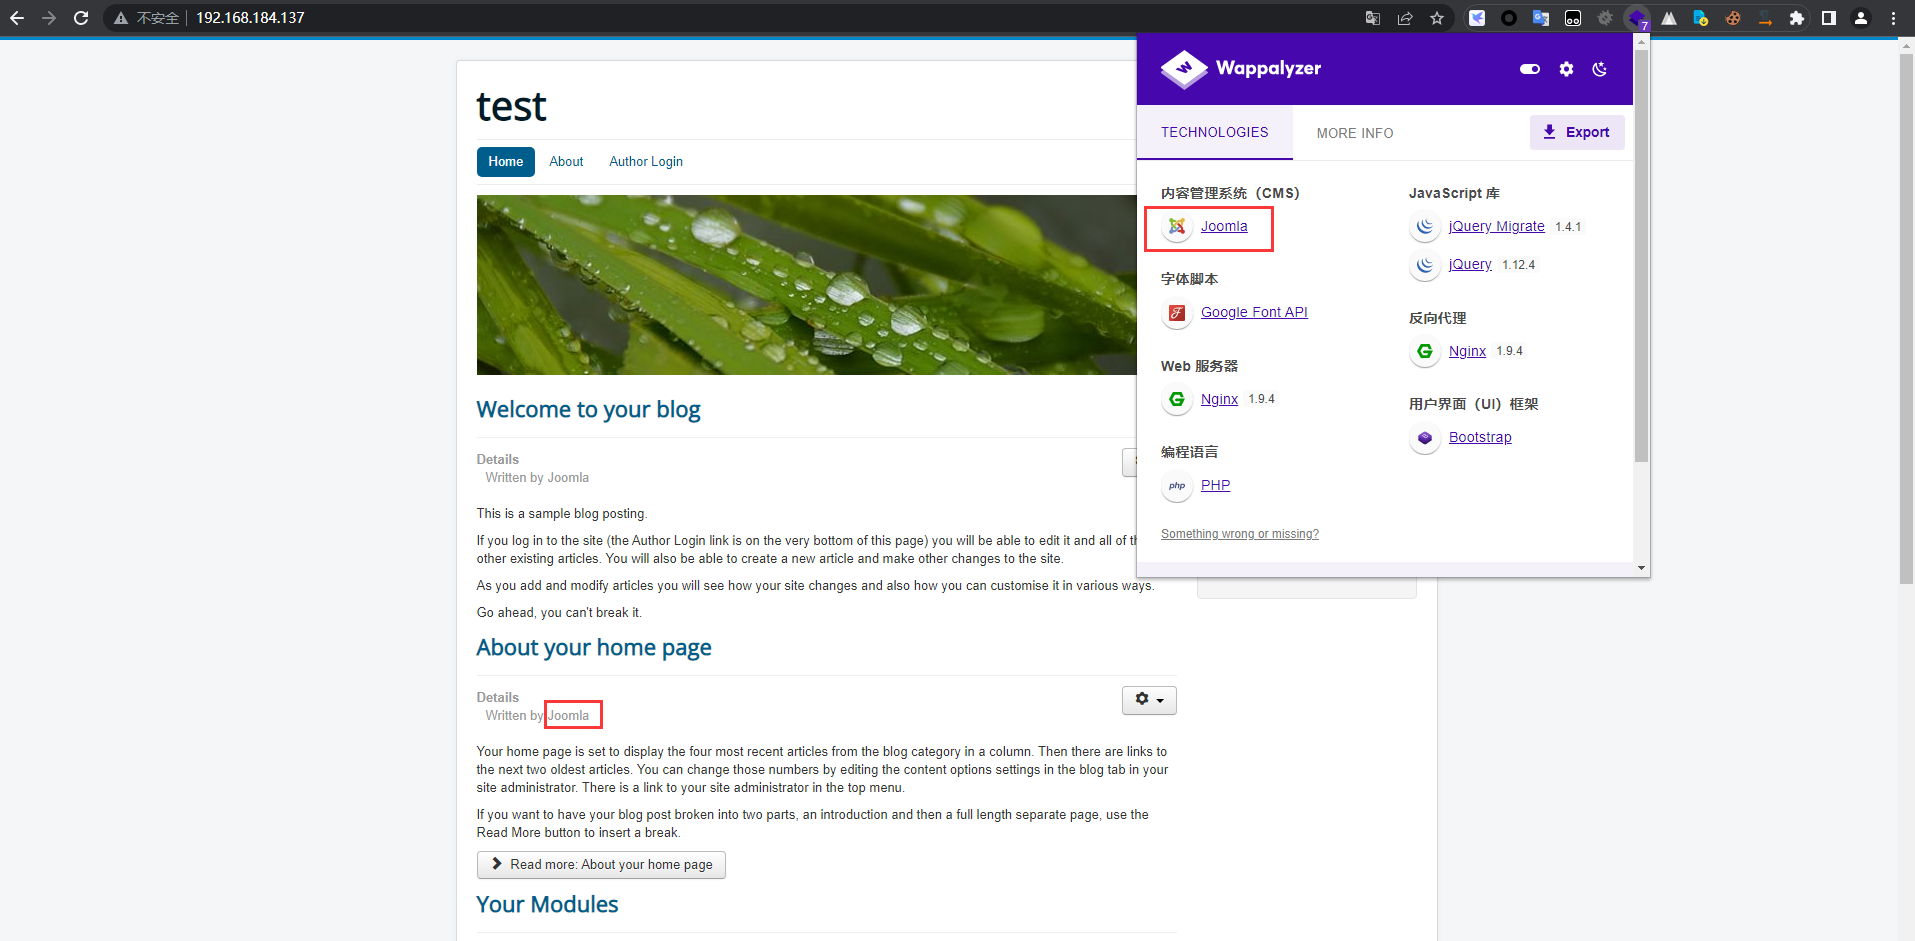 不安全 192.168.184.137
7
test
Home About Author Login
Welcome to your blog
Details
Written by Joomla
This is a sample blog posting.
If you log in to the site (the Author Login link is on the very bottom of this page) you will be able to edit it and all of
other existing articles. You will also be able to create a new article and make other changes to the site.
As you add and modify articles you will see how your site changes and also how you can customise it in various ways.
Go ahead, you can't break it.
About your home page
Details
Written by Joomla
Your home page is set to display the four most recent articles from the blog category in a column. Then there are links to
the next two oldest articles. You can change those numbers by editing the content options settings in the blog tab in your
site administrator. There is a link to your site administrator in the top menu.
If you want to have your blog post broken into two parts, an introduction and then a full length separate page, use the
Read More button to insert a break.
Read more: About your home page
Your Modules
Wappalyzer
TECHNOLOGIES MORE INFO Export
内容管理系统（CMS）
Joomla
字体脚本
Google Font API
Web 服务器
Nginx 1.9.4
编程语言
php PHP
Something wrong or missing?
JavaScript 库
jQuery Migrate 1.4.1
jQuery 1.12.4
反向代理
Nginx 1.9.4
用户界面（UI）框架
Bootstrap